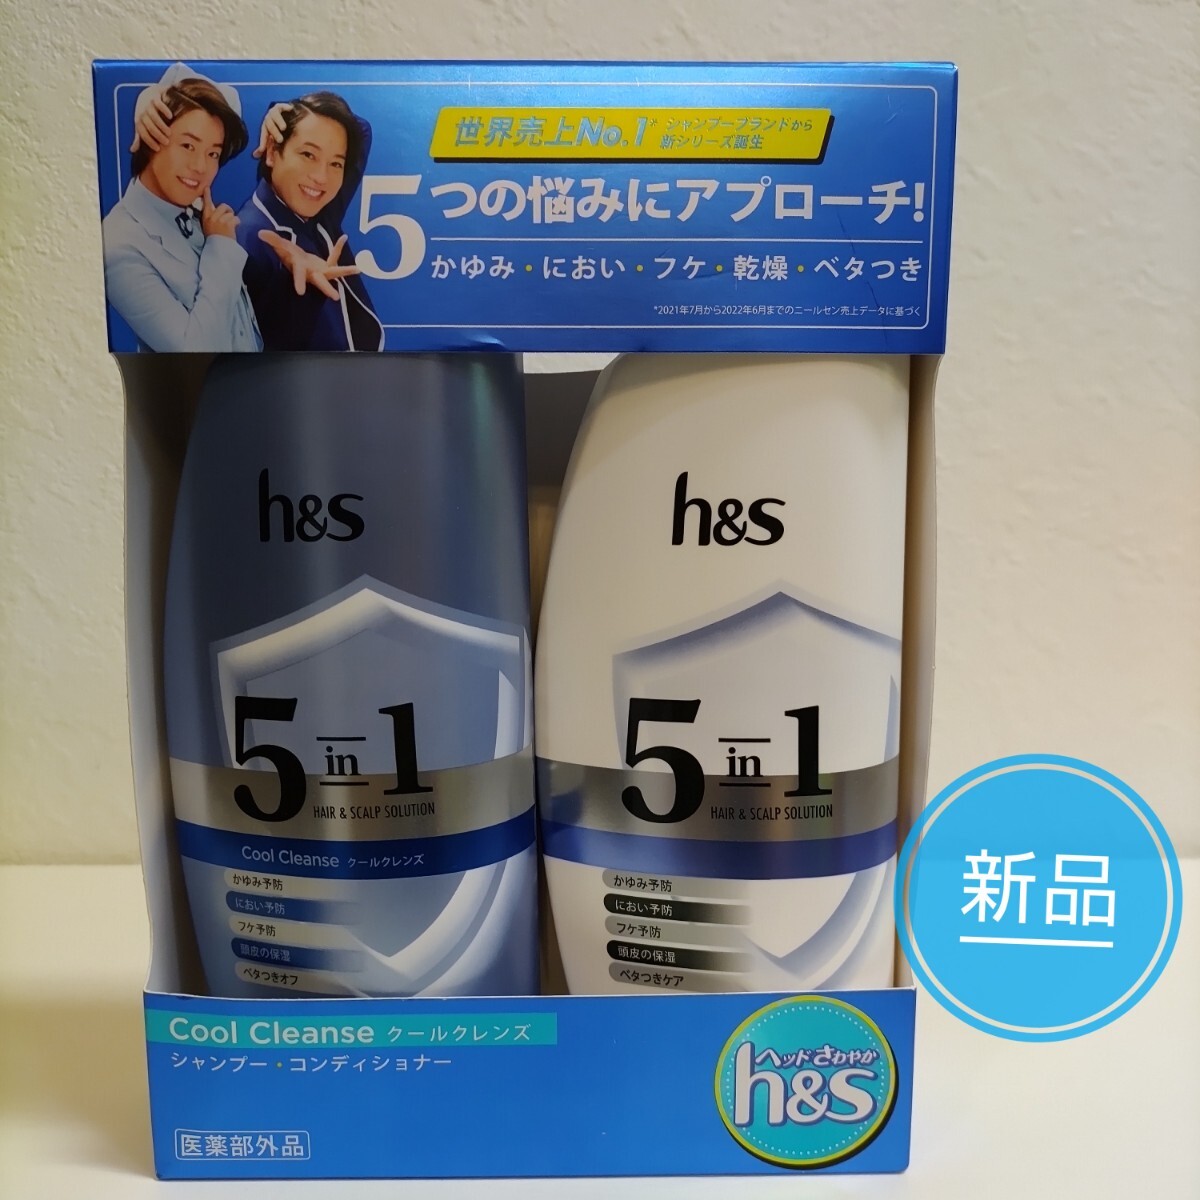 世界売上No.1* シャンプーブランドから
新シリーズ誕生
5つの悩みにアプローチ!
かゆみ・におい・フケ・乾燥・ベタつき
*2021年7月から2022年6月までのニールセン売上データに基づく
h&s
5in1
HAIR & SCALP SOLUTION
Cool Cleanse クールクレンズ
かゆみ予防
におい予防
フケ予防
頭皮の保湿
ベタつきオフ
h&s
5in1
HAIR & SCALP SOLUTION
かゆみ予防
におい予防
フケ予防
頭皮の保湿
ベタつきケア
新品
Cool Cleanse クールクレンズ
シャンプー・コンディショナー
医薬部外品
ヘッドさわやか
h&s